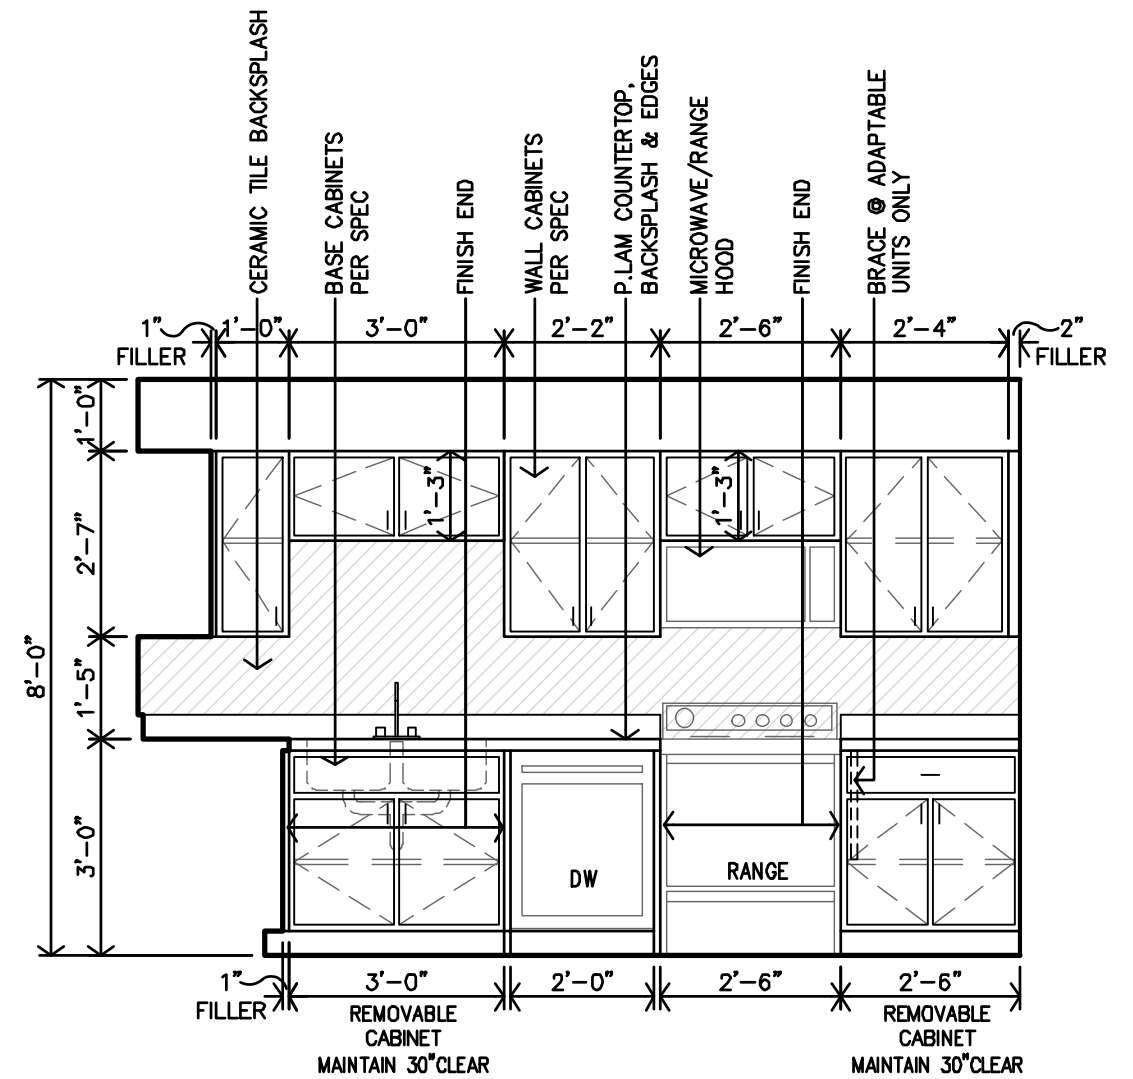 CERAMIC TILE BACKSPLASH
BASE CABINETS
PER SPEC
FINISH END
WALL CABINETS
PER SPEC
P.LAM COUNTERTOP,
BACKSPLASH & EDGES
MICROWAVE/RANGE
HOOD
FINISH END
BRACE @ ADAPTABLE
UNITS ONLY
1"
FILLER
1'-0"
3'-0"
2'-2"
2'-6"
2'-4"
2"
FILLER
8'-0"
1'-0"
2'-7"
1'-5"
3'-0"
1'-3"
1'-3"
DW
RANGE
1"
FILLER
3'-0"
REMOVABLE
CABINET
MAINTAIN 30"CLEAR
2'-0"
2'-6"
2'-6"
REMOVABLE
CABINET
MAINTAIN 30"CLEAR